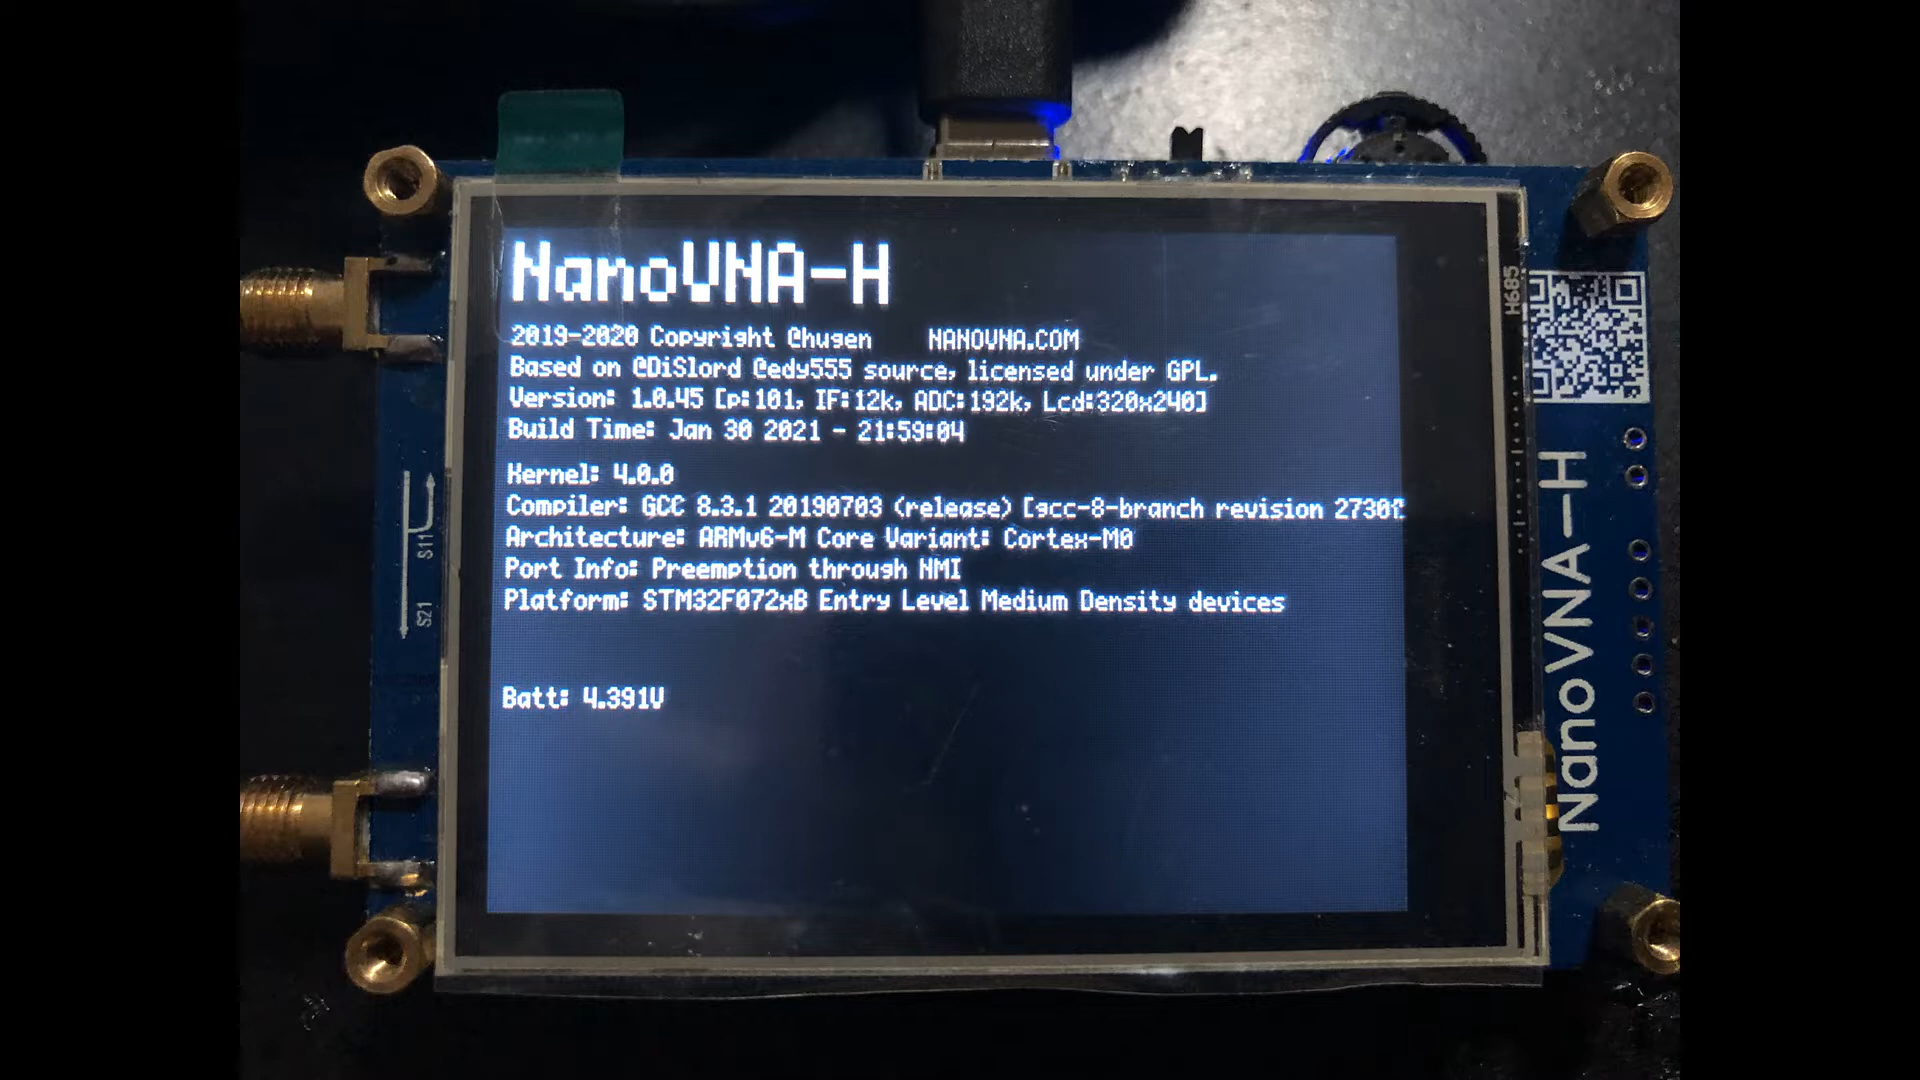 NanoVNA-H
2019-2020 Copyright @hugen NANOVNA.COM
Based on @DiSlord @edy555 source, licensed under GPL.
Version: 1.0.45 [p:101, IF:12k, ADC:192k, Lcd:320x240]
Build Time: Jan 30 2021 - 21:59:04
Kernel: 4.0.0
Compiler: GCC 8.3.1 20190703 (release) [gcc-8-branch revision
Architecture: ARMv6-M Core Variant: Cortex-M0
Port Info: Preemption through NMI
Platform: STM32F072xB Entry Level Medium Density devices
Batt: 4.391V
S11
S21
H685
NanoVNA-H